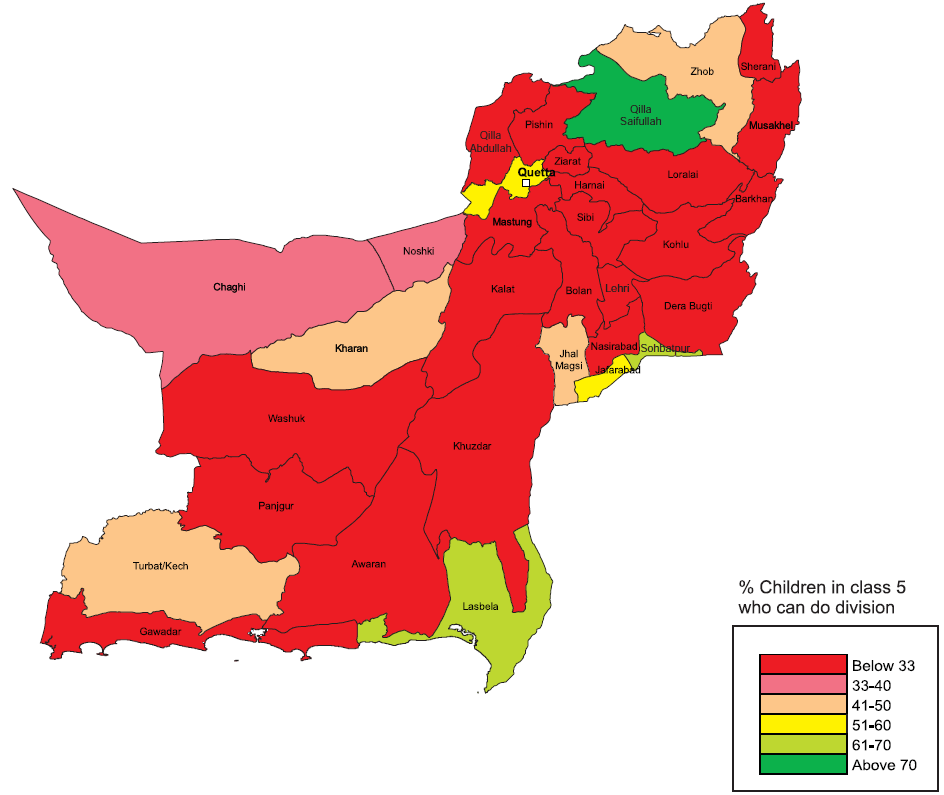 Zhob
Sherani
Qilla
Saifullah
Musakhel
Pishin
Qilla
Abdullah
Ziarat
Quetta
Loralai
Harnai
Barkhan
Sibi
Mastung
Kohlu
Noshki
Chaghi
Kalat
Bolan
Lehri
Dera Bugti
Kharan
Nasirabad
Sohbatpur
Jhal
Magsi
Jafarabad
Washuk
Khuzdar
Panjgur
Turbat/Kech
Awaran
Lasbela
Gawadar
% Children in class 5
who can do division
Below 33
33-40
41-50
51-60
61-70
Above 70